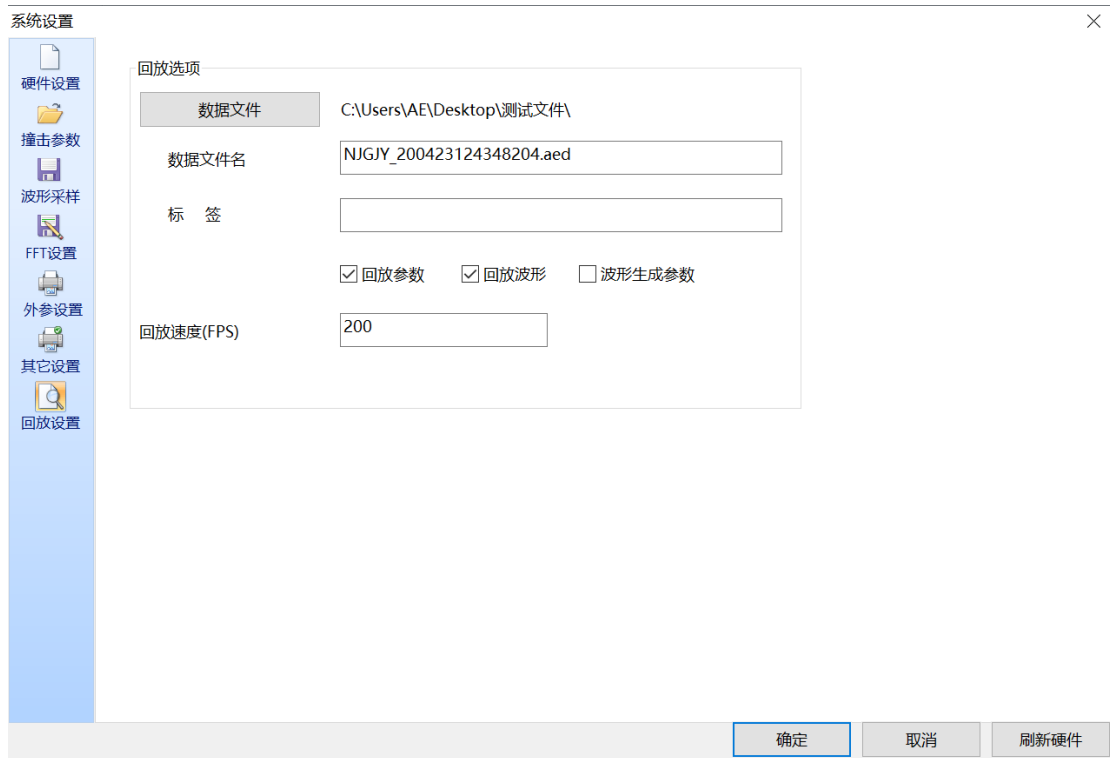 系统设置
硬件设置
撞击参数
波形采样
FFT设置
外参设置
其它设置
回放设置
回放选项
数据文件 C:\Users\AE\Desktop\测试文件\
数据文件名 NJGJY_200423124348204.aed
标 签
回放参数 回放波形 波形生成参数
回放速度(FPS) 200
确定 取消 刷新硬件